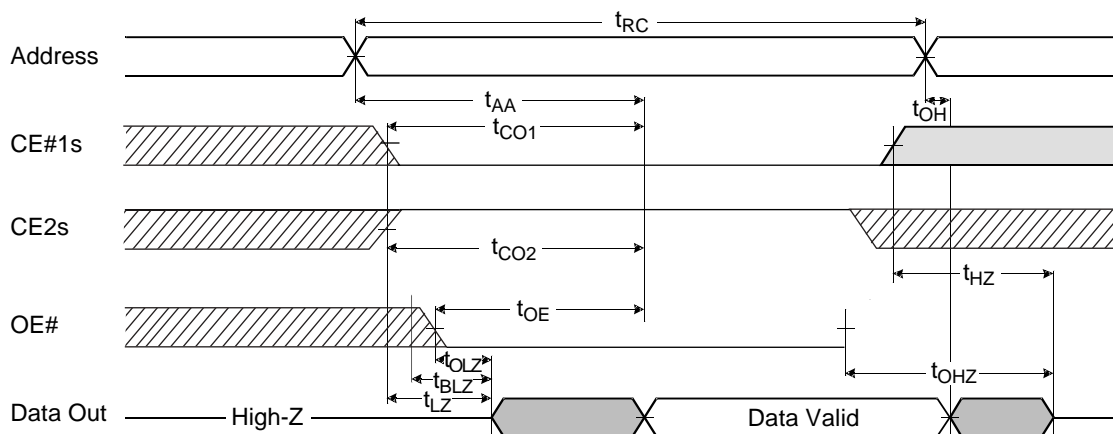 tRC
Address
tAA
tOH
tCO1
CE#1s
CE2s
tCO2
tHZ
tOE
OE#
tOLZ
tOHZ
tBLZ
tLZ
Data Out
High-Z
Data Valid